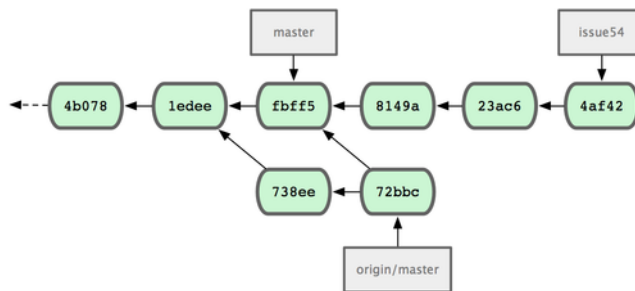 master
issue54
4b078
1edee
fbff5
8149a
23ac6
4af42
738ee
72bbc
origin/master